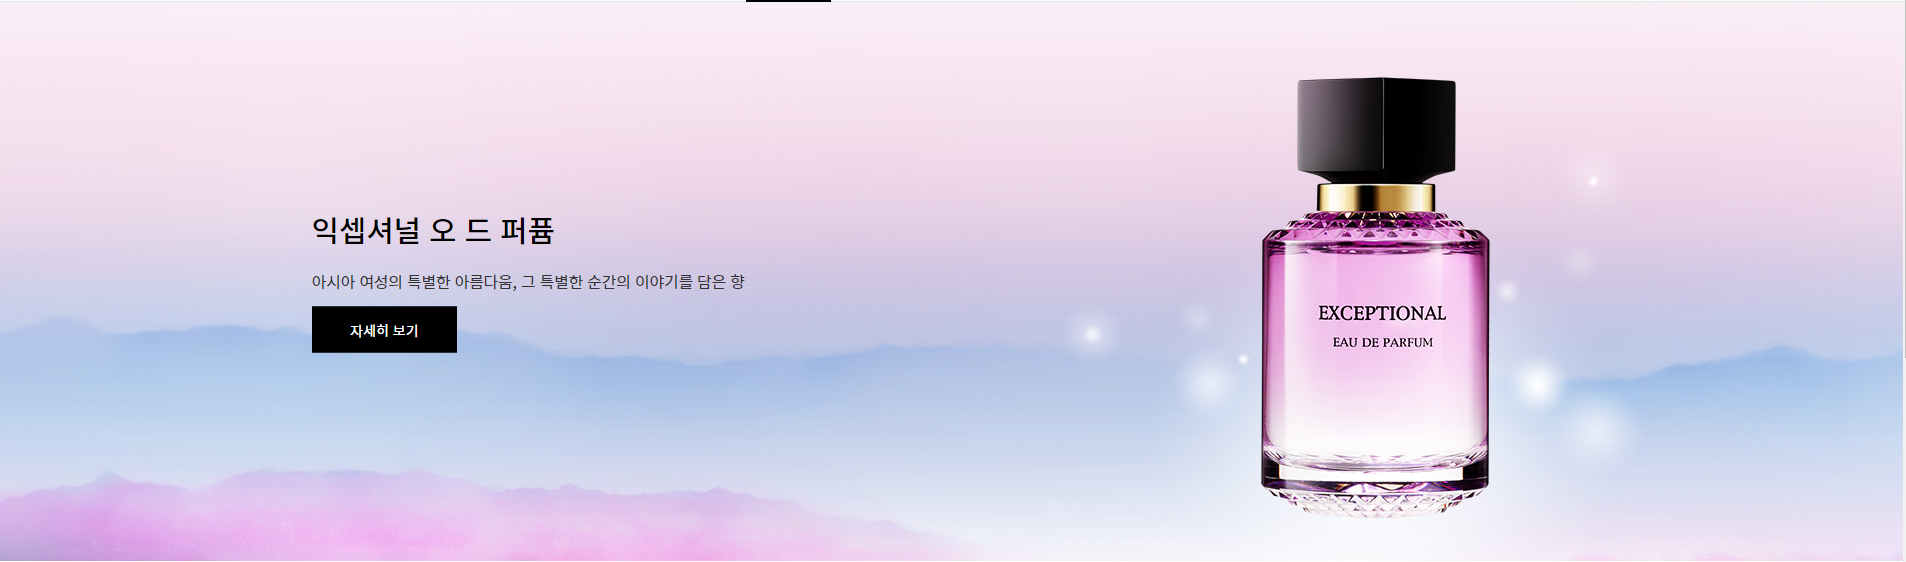 익셉셔널 오 드 퍼퓸
아시아 여성의 특별한 아름다움, 그 특별한 순간의 이야기를 담은 향
자세히 보기
EXCEPTIONAL
EAU DE PARFUM